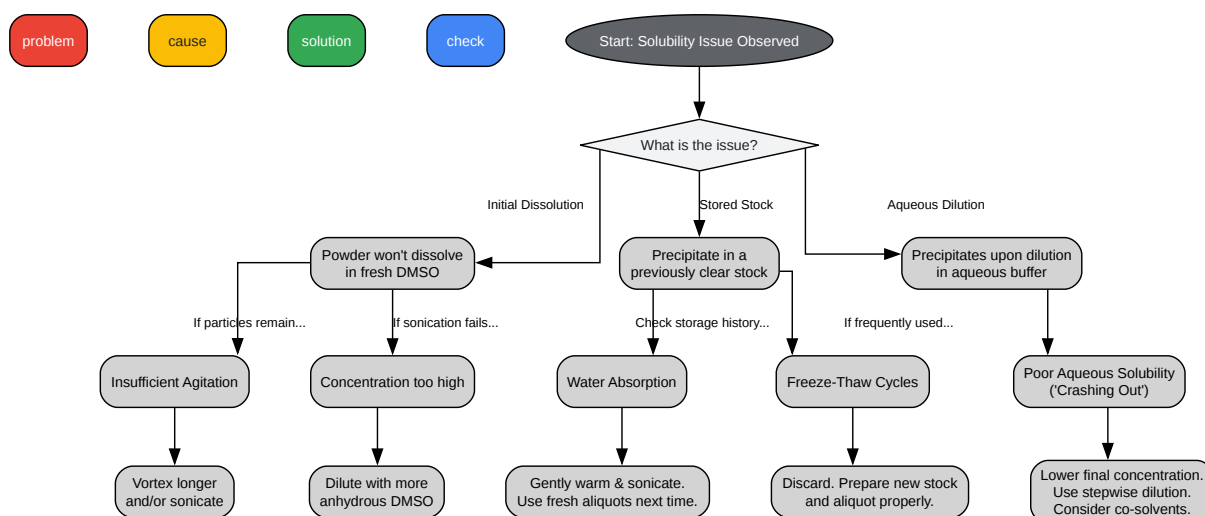 problem
cause
solution
check
Start: Solubility Issue Observed
What is the issue?
Initial Dissolution
Stored Stock
Aqueous Dilution
Powder won't dissolve
in fresh DMSO
Precipitate in a
previously clear stock
Precipitates upon dilution
in aqueous buffer
If particles remain...
If sonication fails...
Check storage history...
If frequently used...
Insufficient Agitation
Concentration too high
Water Absorption
Freeze-Thaw Cycles
Poor Aqueous Solubility
('Crashing Out')
Vortex longer
and/or sonicate
Dilute with more
anhydrous DMSO
Gently warm & sonicate.
Use fresh aliquots next time.
Discard. Prepare new stock
and aliquot properly.
Lower final concentration.
Use stepwise dilution.
Consider co-solvents.